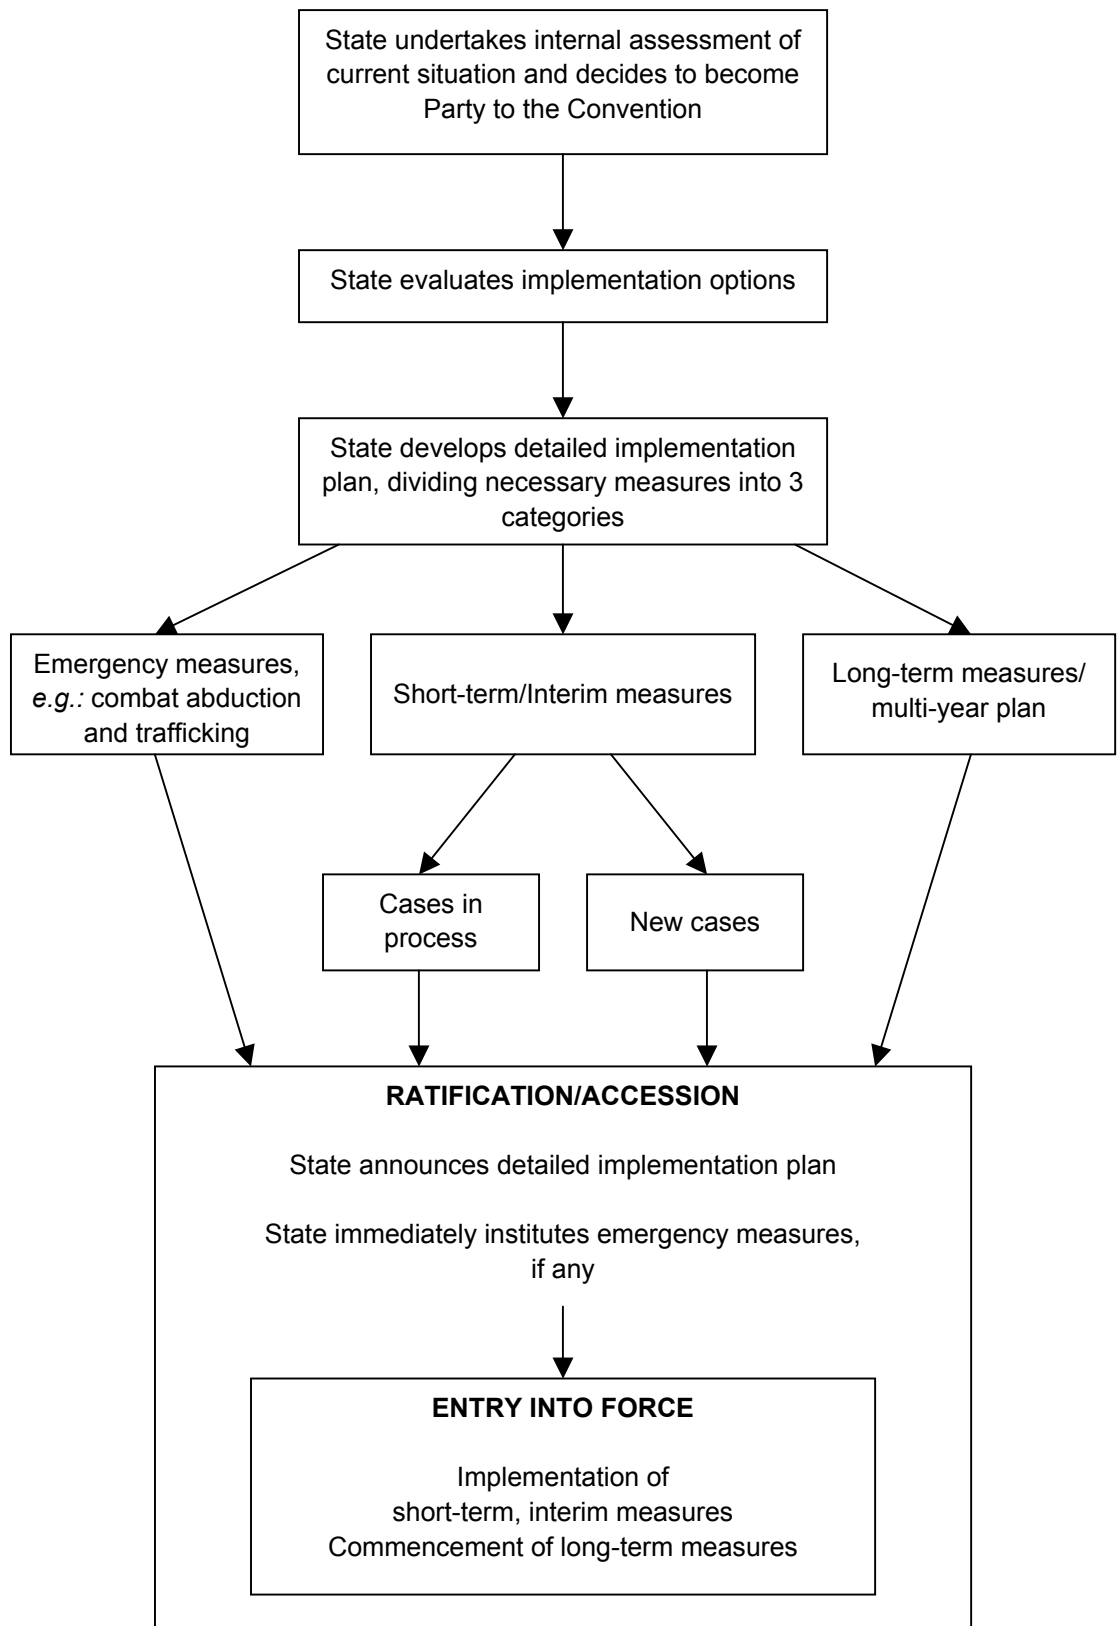 State undertakes internal assessment of
current situation and decides to become
Party to the Convention
State evaluates implementation options
State develops detailed implementation
plan, dividing necessary measures into 3
categories
Emergency measures,
e.g.: combat abduction
and trafficking
Short-term/Interim measures
Long-term measures/
multi-year plan
Cases in
process
New cases
RATIFICATION/ACCESSION
State announces detailed implementation plan
State immediately institutes emergency measures,
if any
ENTRY INTO FORCE
Implementation of
short-term, interim measures
Commencement of long-term measures